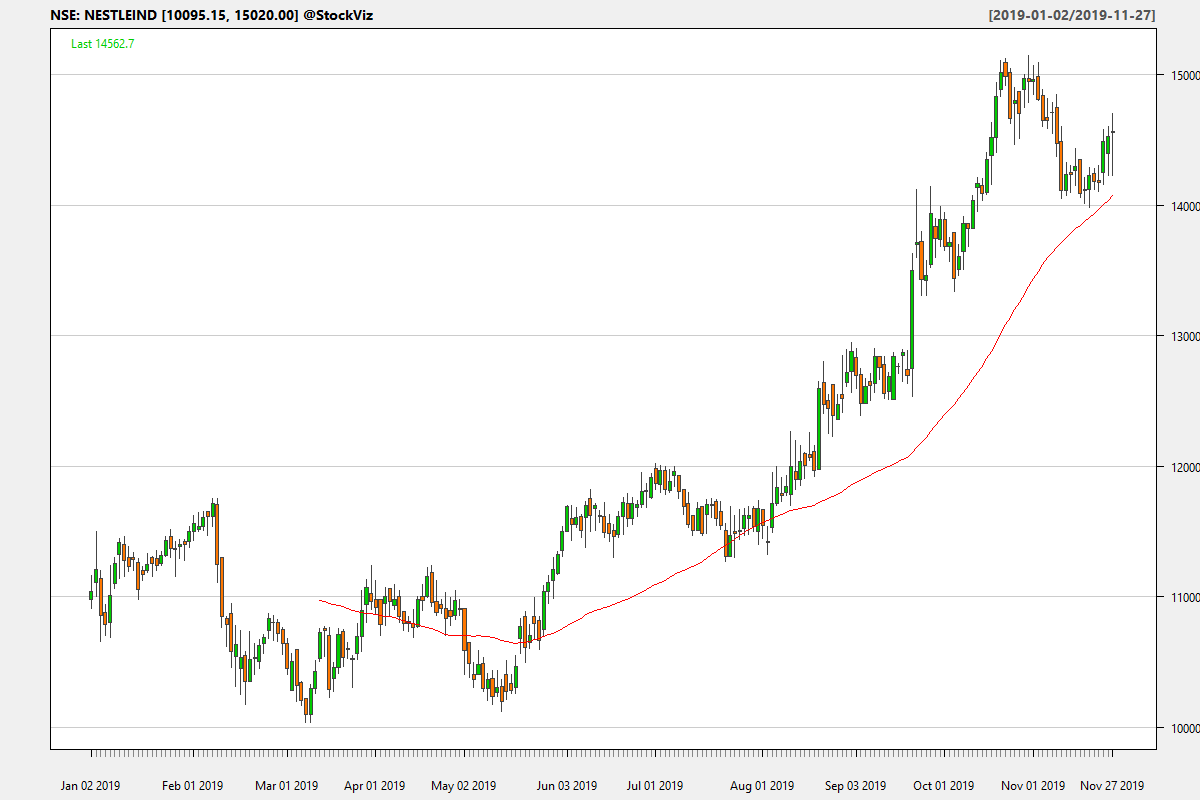 NSE: NESTLEIND [10095.15, 15020.00] @StockViz
[2019-01-02/2019-11-27]
Last 14562.7
15000
14000
13000
12000
11000
10000
Jan 02 2019 Feb 01 2019 Mar 01 2019 Apr 01 2019 May 02 2019 Jun 03 2019 Jul 01 2019 Aug 01 2019 Sep 03 2019 Oct 01 2019 Nov 01 2019 Nov 27 2019